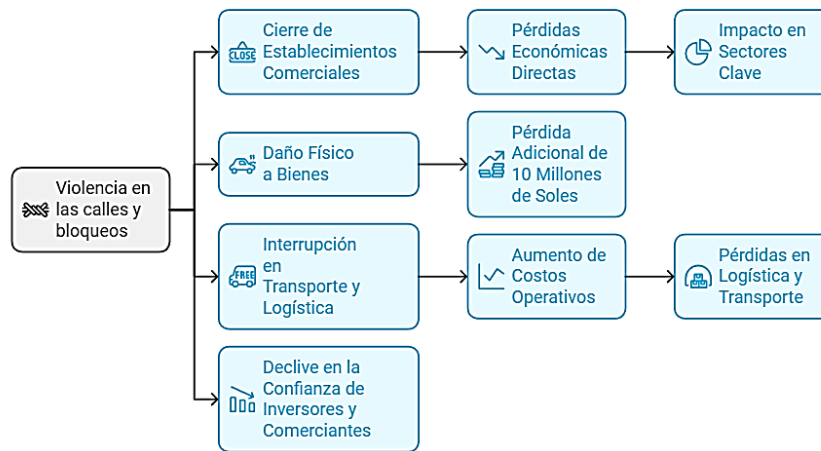 Cierre de
Establecimientos
Comerciales
CLOSE
Pérdidas
Económicas
Directas
Impacto en
Sectores
Clave
Daño Físico
a Bienes
Pérdida
Adicional de
10 Millones
de Soles
Violencia en
las calles y
bloqueos
Interrupción
en
Transporte y
Logística
FREE
Aumento de
Costos
Operativos
Pérdidas en
Logística y
Transporte
Declive en la
Confianza de
Inversores y
Comerciantes